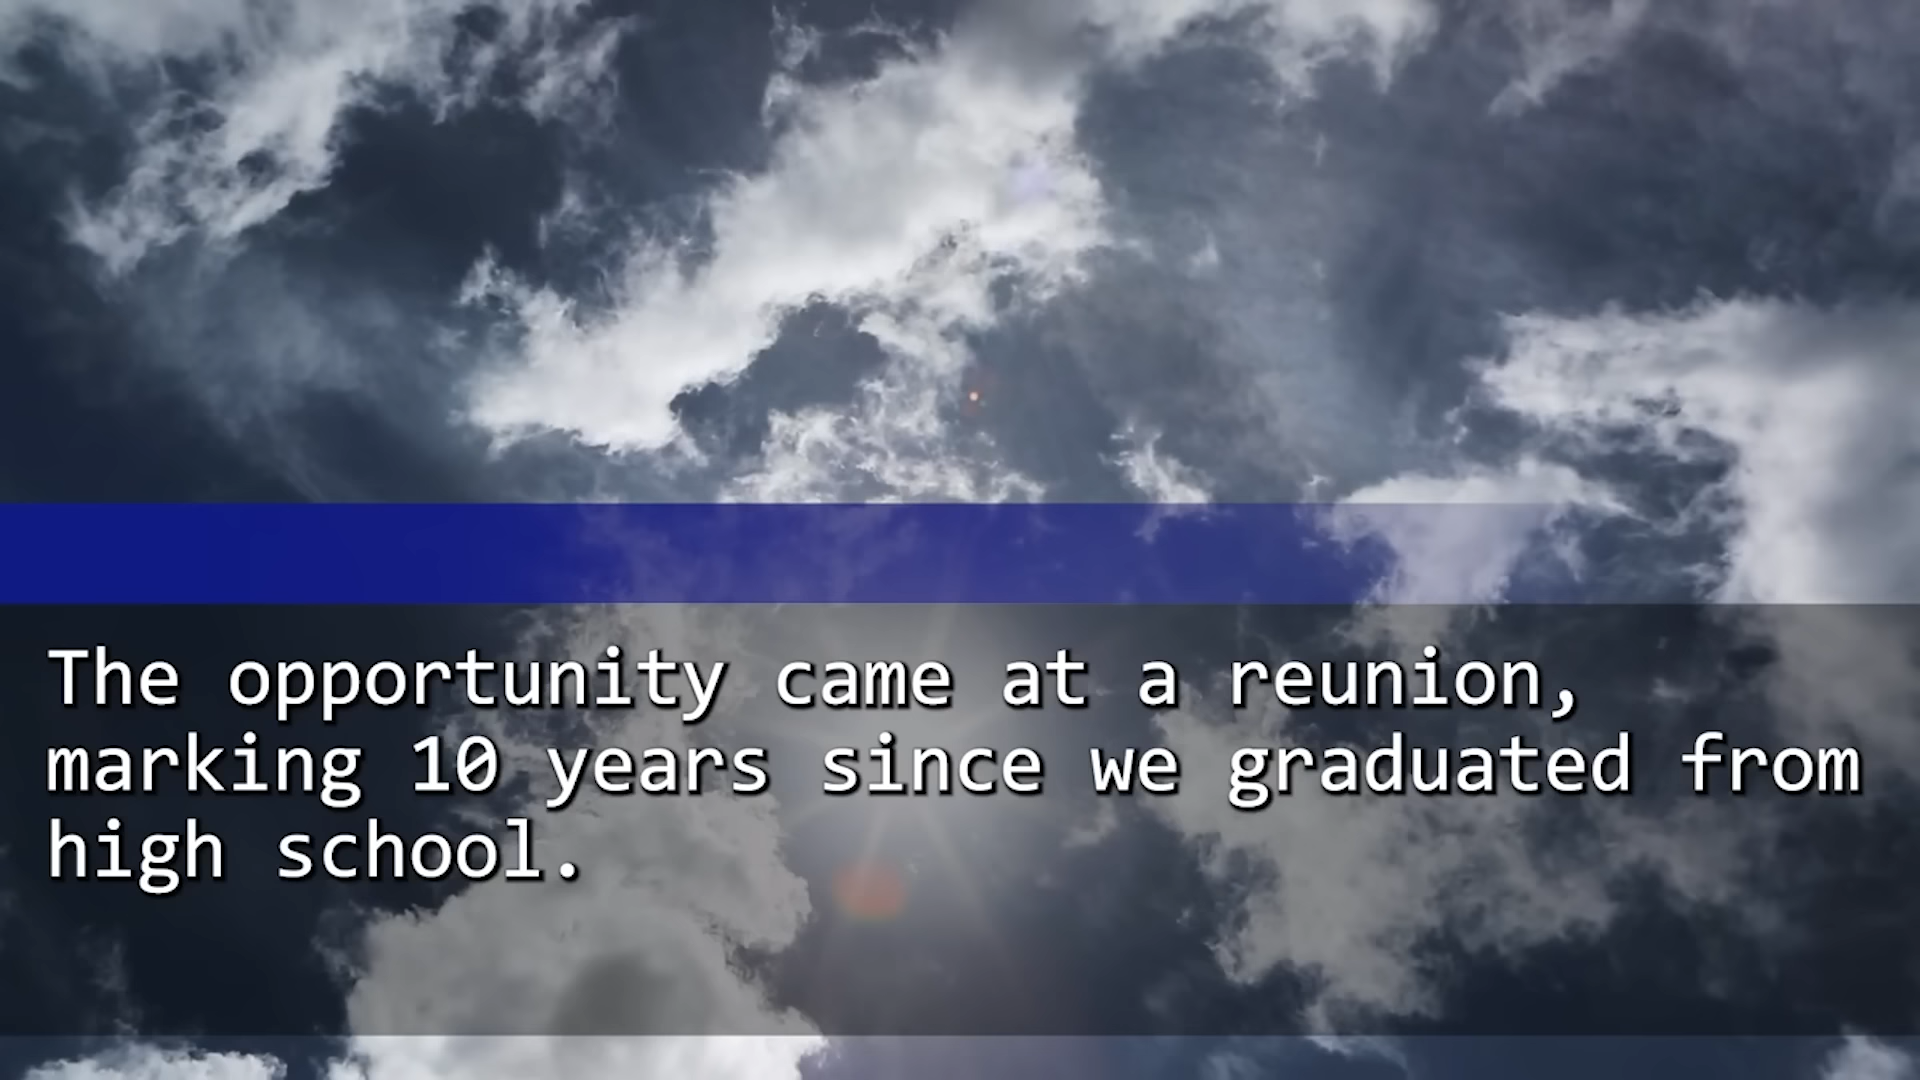 The opportunity came at a reunion,
marking 10 years since we graduated from
high school.